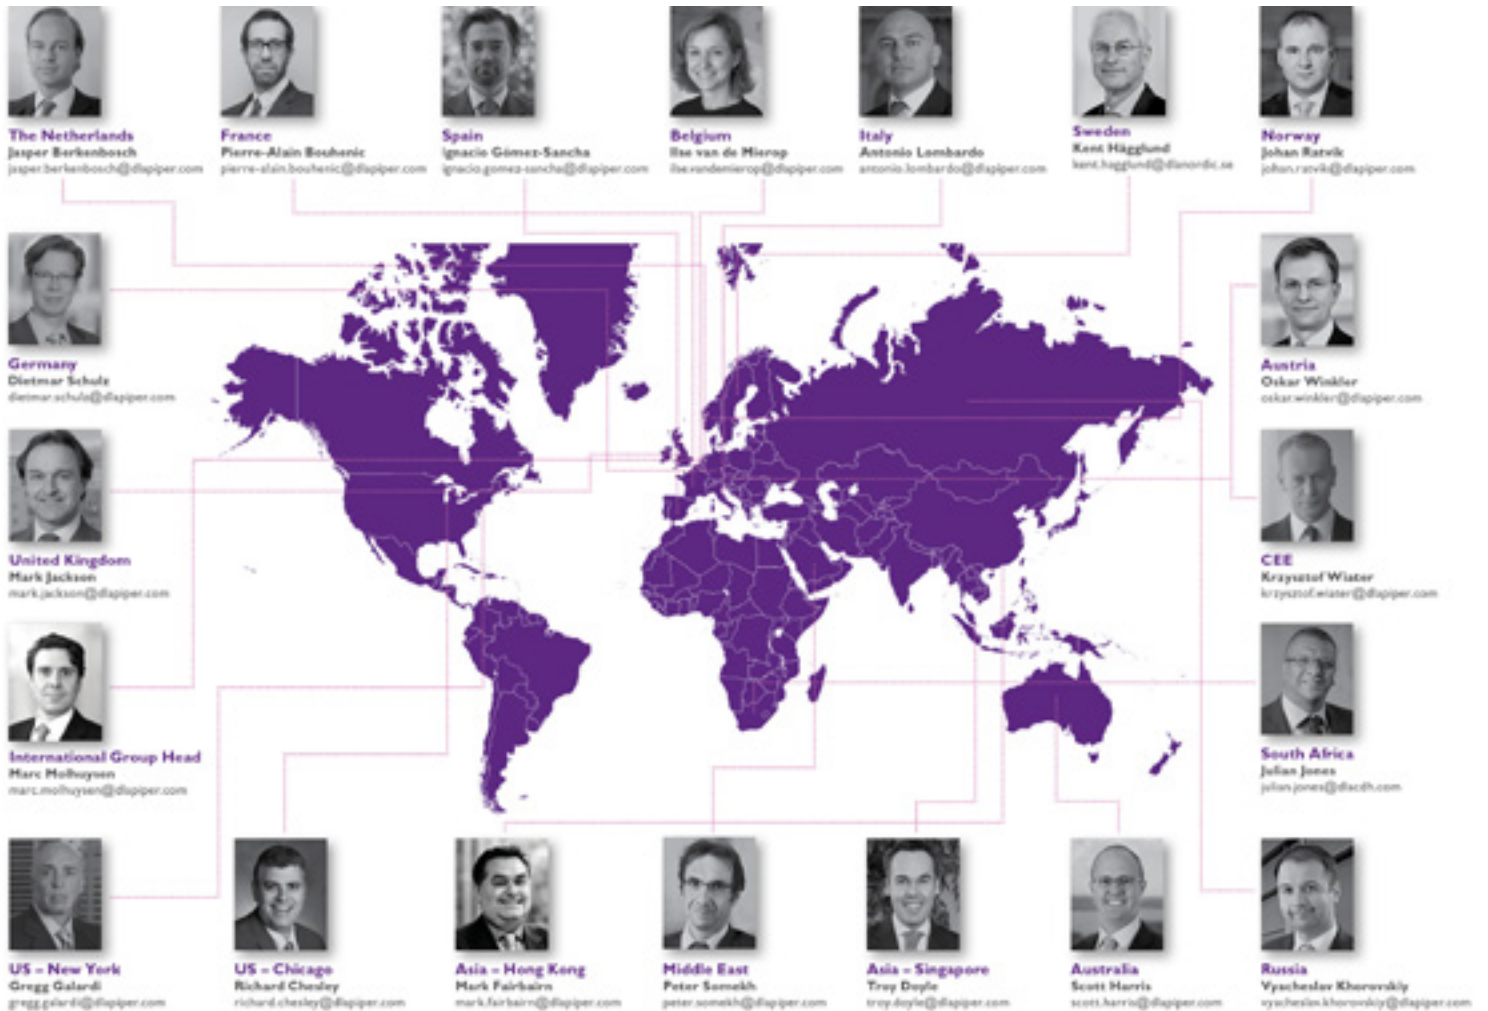 The Netherlands
Jasper Berkenbosch
jasper.berkenbosch@dlapiper.com
France
Pierre-Alain Bouhenic
pierre-alain.bouhenic@dlapiper.com
Spain
Ignacio Gómez-Sancha
ignacio.gomez-sancha@dlapiper.com
Belgium
Ilse van de Mierop
ilse.vandemierop@dlapiper.com
Italy
Antonio Lombardo
antonio.lombardo@dlapiper.com
Sweden
Kent Hägglund
kent.hagglund@dlanordic.se
Norway
Johan Ratvik
johan.ratvik@dlapiper.com
Germany
Dietmar Schulz
dietmar.schulz@dlapiper.com
Austria
Oskar Winkler
oskar.winkler@dlapiper.com
United Kingdom
Mark Jackson
mark.jackson@dlapiper.com
CEE
Krzysztof Wiater
krzysztof.wiater@dlapiper.com
International Group Head
Marc Molhuysen
marc.molhuysen@dlapiper.com
South Africa
Julian Jones
julian.jones@dlacdh.com
US – New York
Gregg Galardi
gregg.galardi@dlapiper.com
US – Chicago
Richard Chesley
richard.chesley@dlapiper.com
Asia – Hong Kong
Mark Fairbairn
mark.fairbairn@dlapiper.com
Middle East
Peter Somekh
peter.somekh@dlapiper.com
Asia – Singapore
Troy Doyle
troy.doyle@dlapiper.com
Australia
Scott Harris
scott.harris@dlapiper.com
Russia
Vyacheslav Khorovskiy
vyacheslav.khorovskiy@dlapiper.com